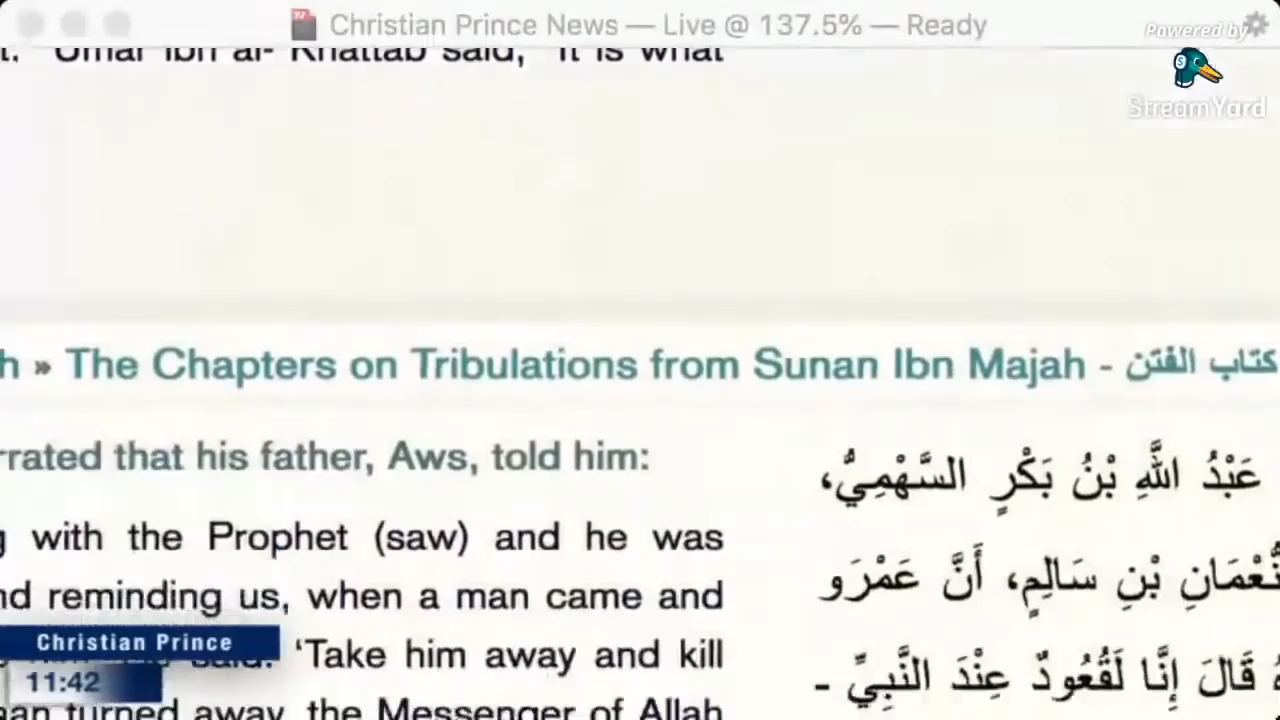 Christian Prince News — Live @ 137.5% — Ready
Powered by
StreamYard
t. "Umar ibn al- Khattab said, "It is what
h » The Chapters on Tribulations from Sunan Ibn Majah - كتاب الفتن
rrated that his father, Aws, told him:
عَبْدُ اللَّهِ بْنُ بَكْرٍ السَّهْمِيُّ،
g with the Prophet (saw) and he was
nd reminding us, when a man came and
said: 'Take him away and kill
an turned away, the Messenger of Allah
نُّعْمَانِ بْنِ سَالِمٍ، أَنَّ عَمْرَو
هُ قَالَ إِنَّا لَقُعُودٌ عِنْدَ النَّبِيِّ ـ
Christian Prince
11:42